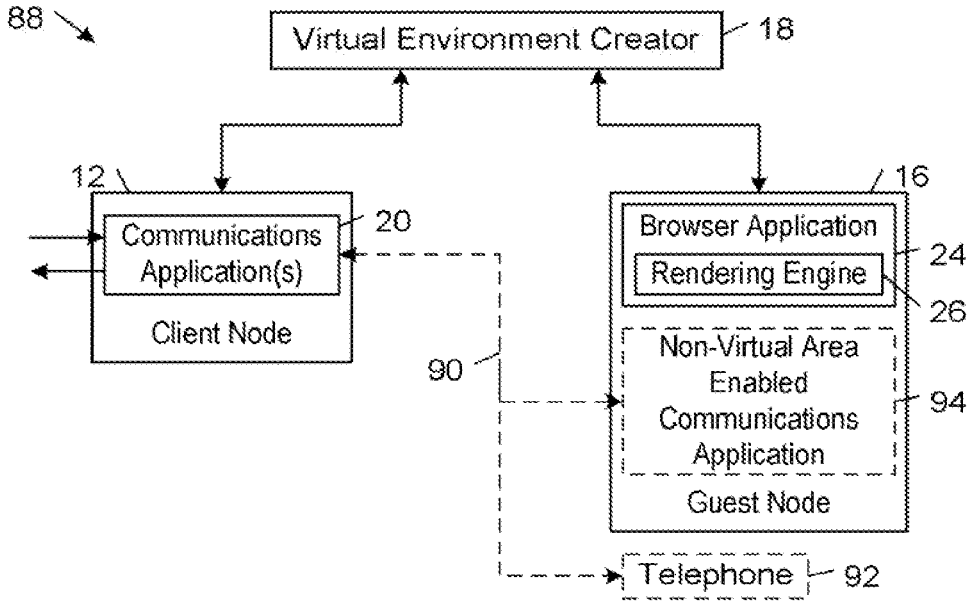 88
Virtual Environment Creator
18
12
16
Communications
Application(s)
20
Client Node
Browser Application
24
Rendering Engine
26
90
Non-Virtual Area
Enabled
Communications
Application
94
Guest Node
Telephone
92